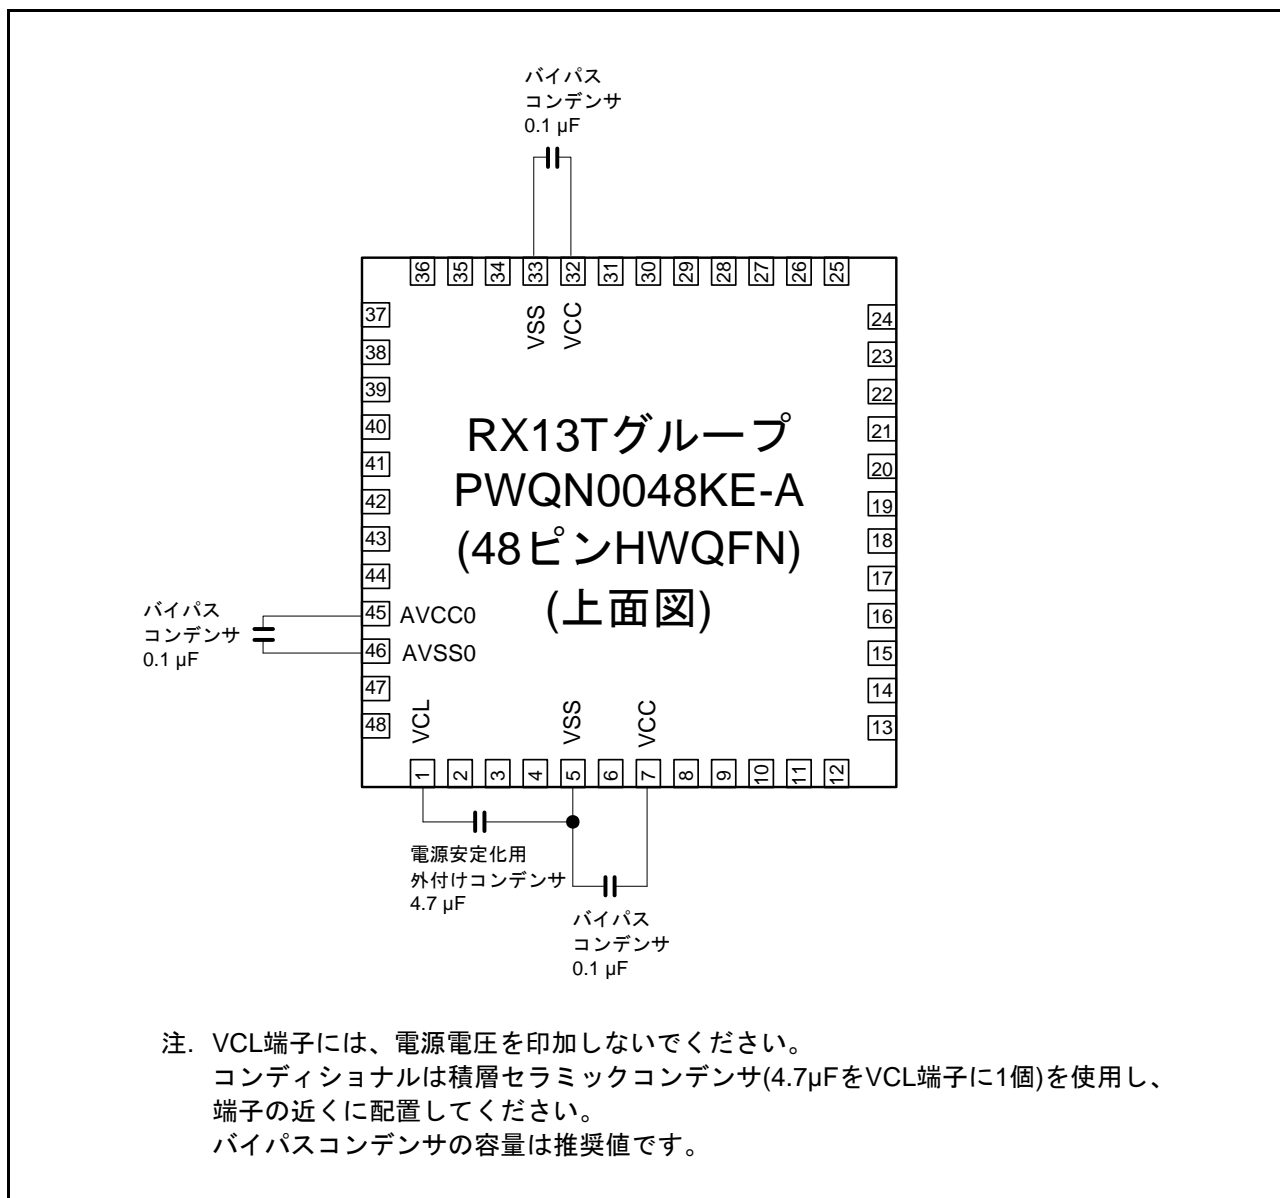 バイパス
コンデンサ
0.1 µF
36 35 34 33 32 31 30 29 28 27 26 25
VSS VCC
37
38
39
40
41
42
43
44
45 AVCC0
46 AVSS0
47
48
24
23
22
21
20
19
18
17
16
15
14
13
RX13Tグループ
PWQN0048KE-A
(48ピンHWQFN)
(上面図)
バイパス
コンデンサ
0.1 µF
VCL VSS VCC
1 2 3 4 5 6 7 8 9 10 11 12
電源安定化用
外付けコンデンサ
4.7 µF
バイパス
コンデンサ
0.1 µF
注. VCL端子には、電源電圧を印加しないでください。
コンディショナルは積層セラミックコンデンサ(4.7µFをVCL端子に1個)を使用し、
端子の近くに配置してください。
バイパスコンデンサの容量は推奨値です。